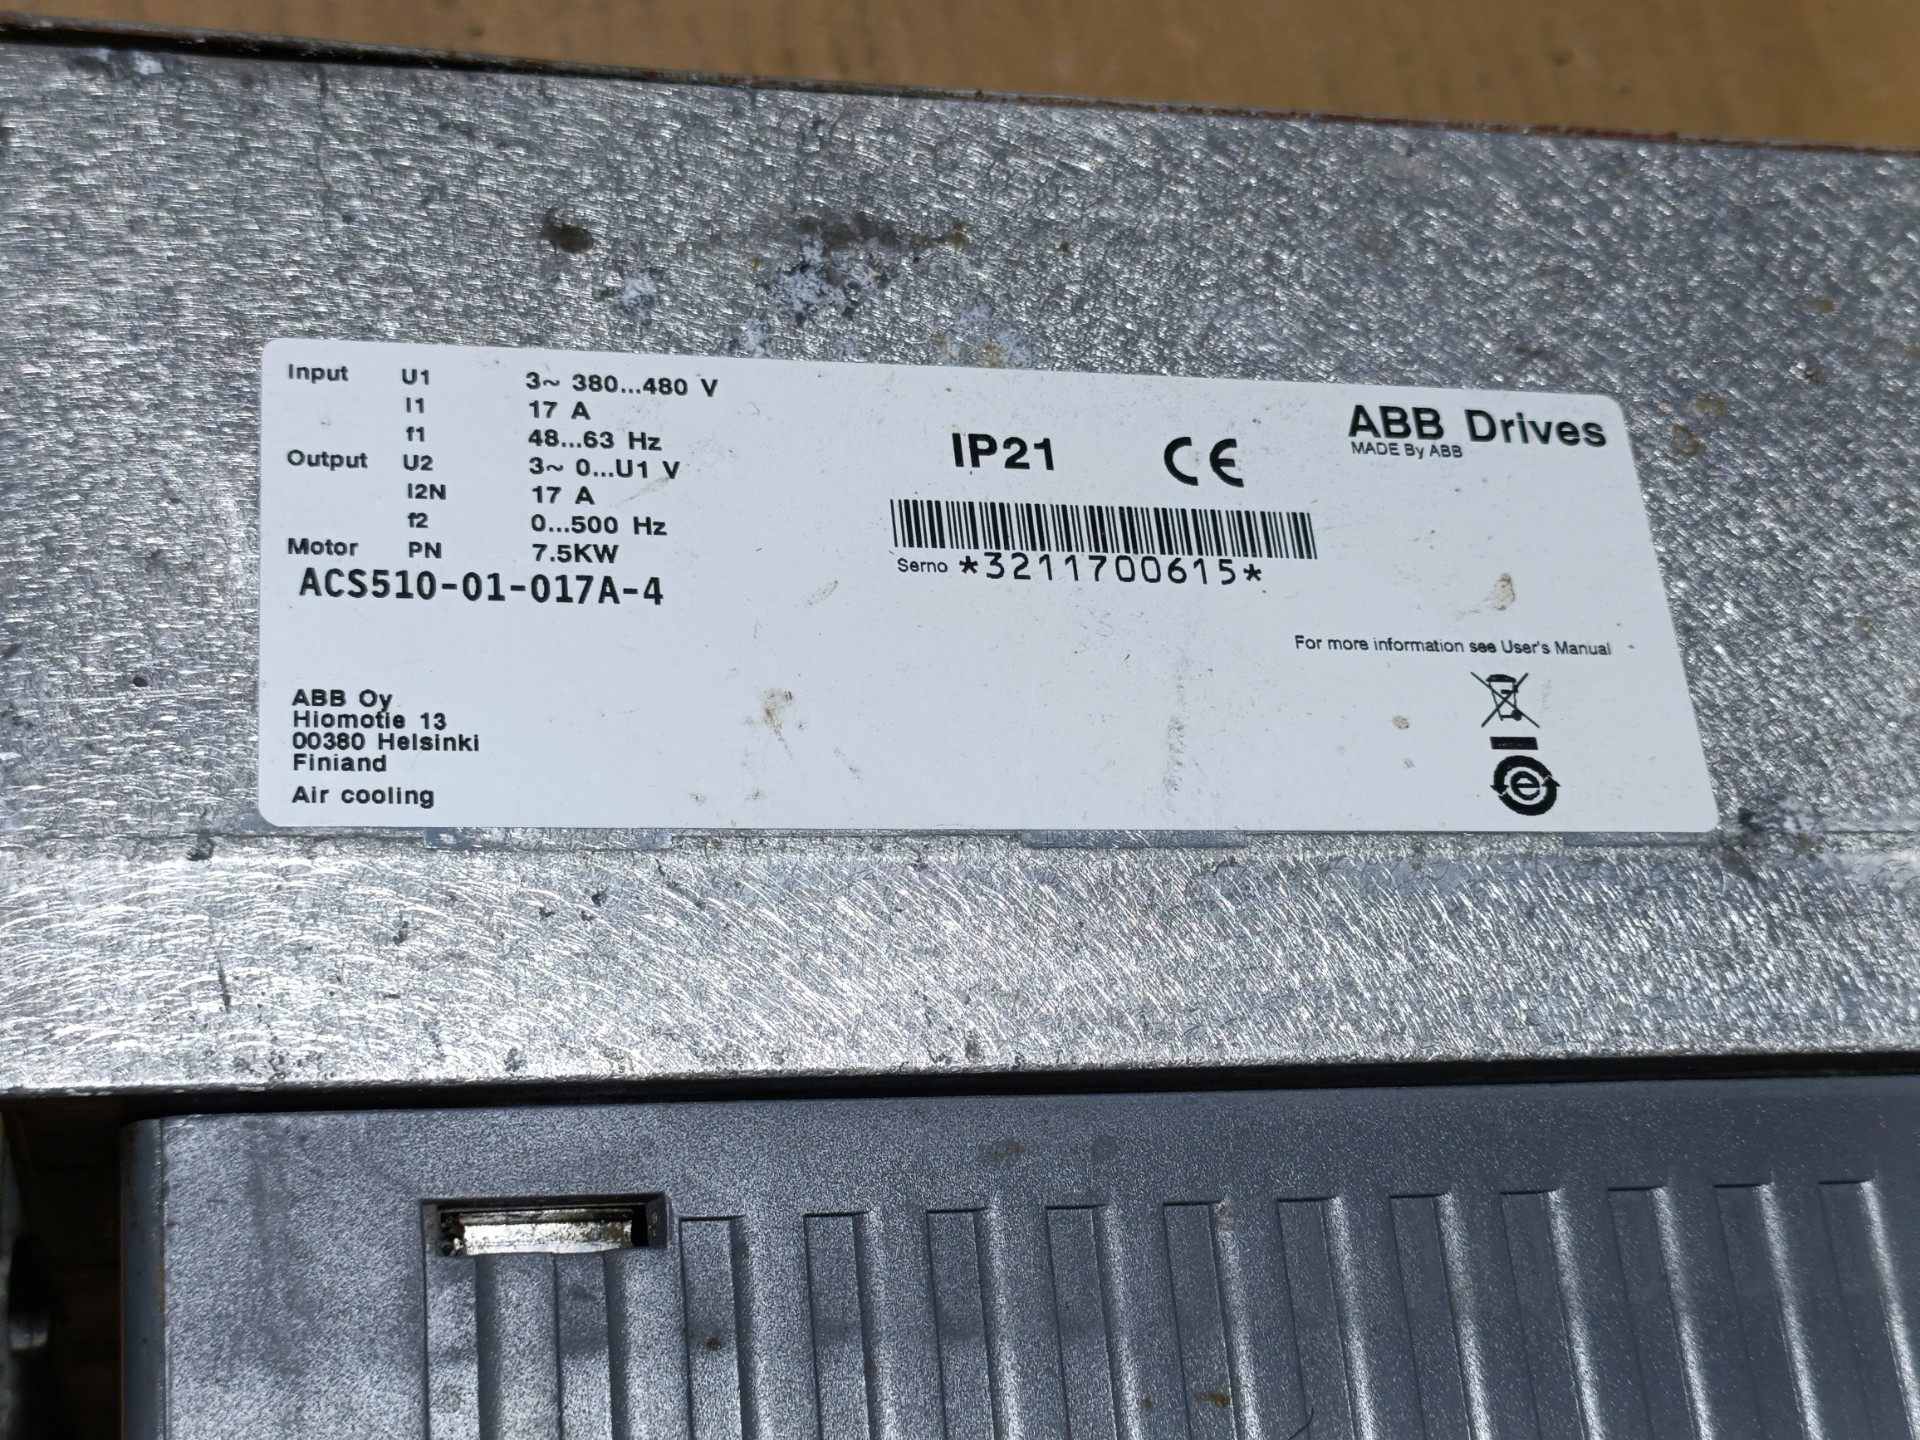 Input U1 3~ 380...480 V
I1 17 A
f1 48...63 Hz
Output U2 3~ 0...U1 V
I2N 17 A
f2 0...500 Hz
Motor PN 7.5KW
ACS510-01-017A-4
ABB Oy
Hiomotie 13
00380 Helsinki
Finiand
Air cooling
IP21 CE
Serno *3211700615*
ABB Drives
MADE By ABB
For more information see User's Manual
e